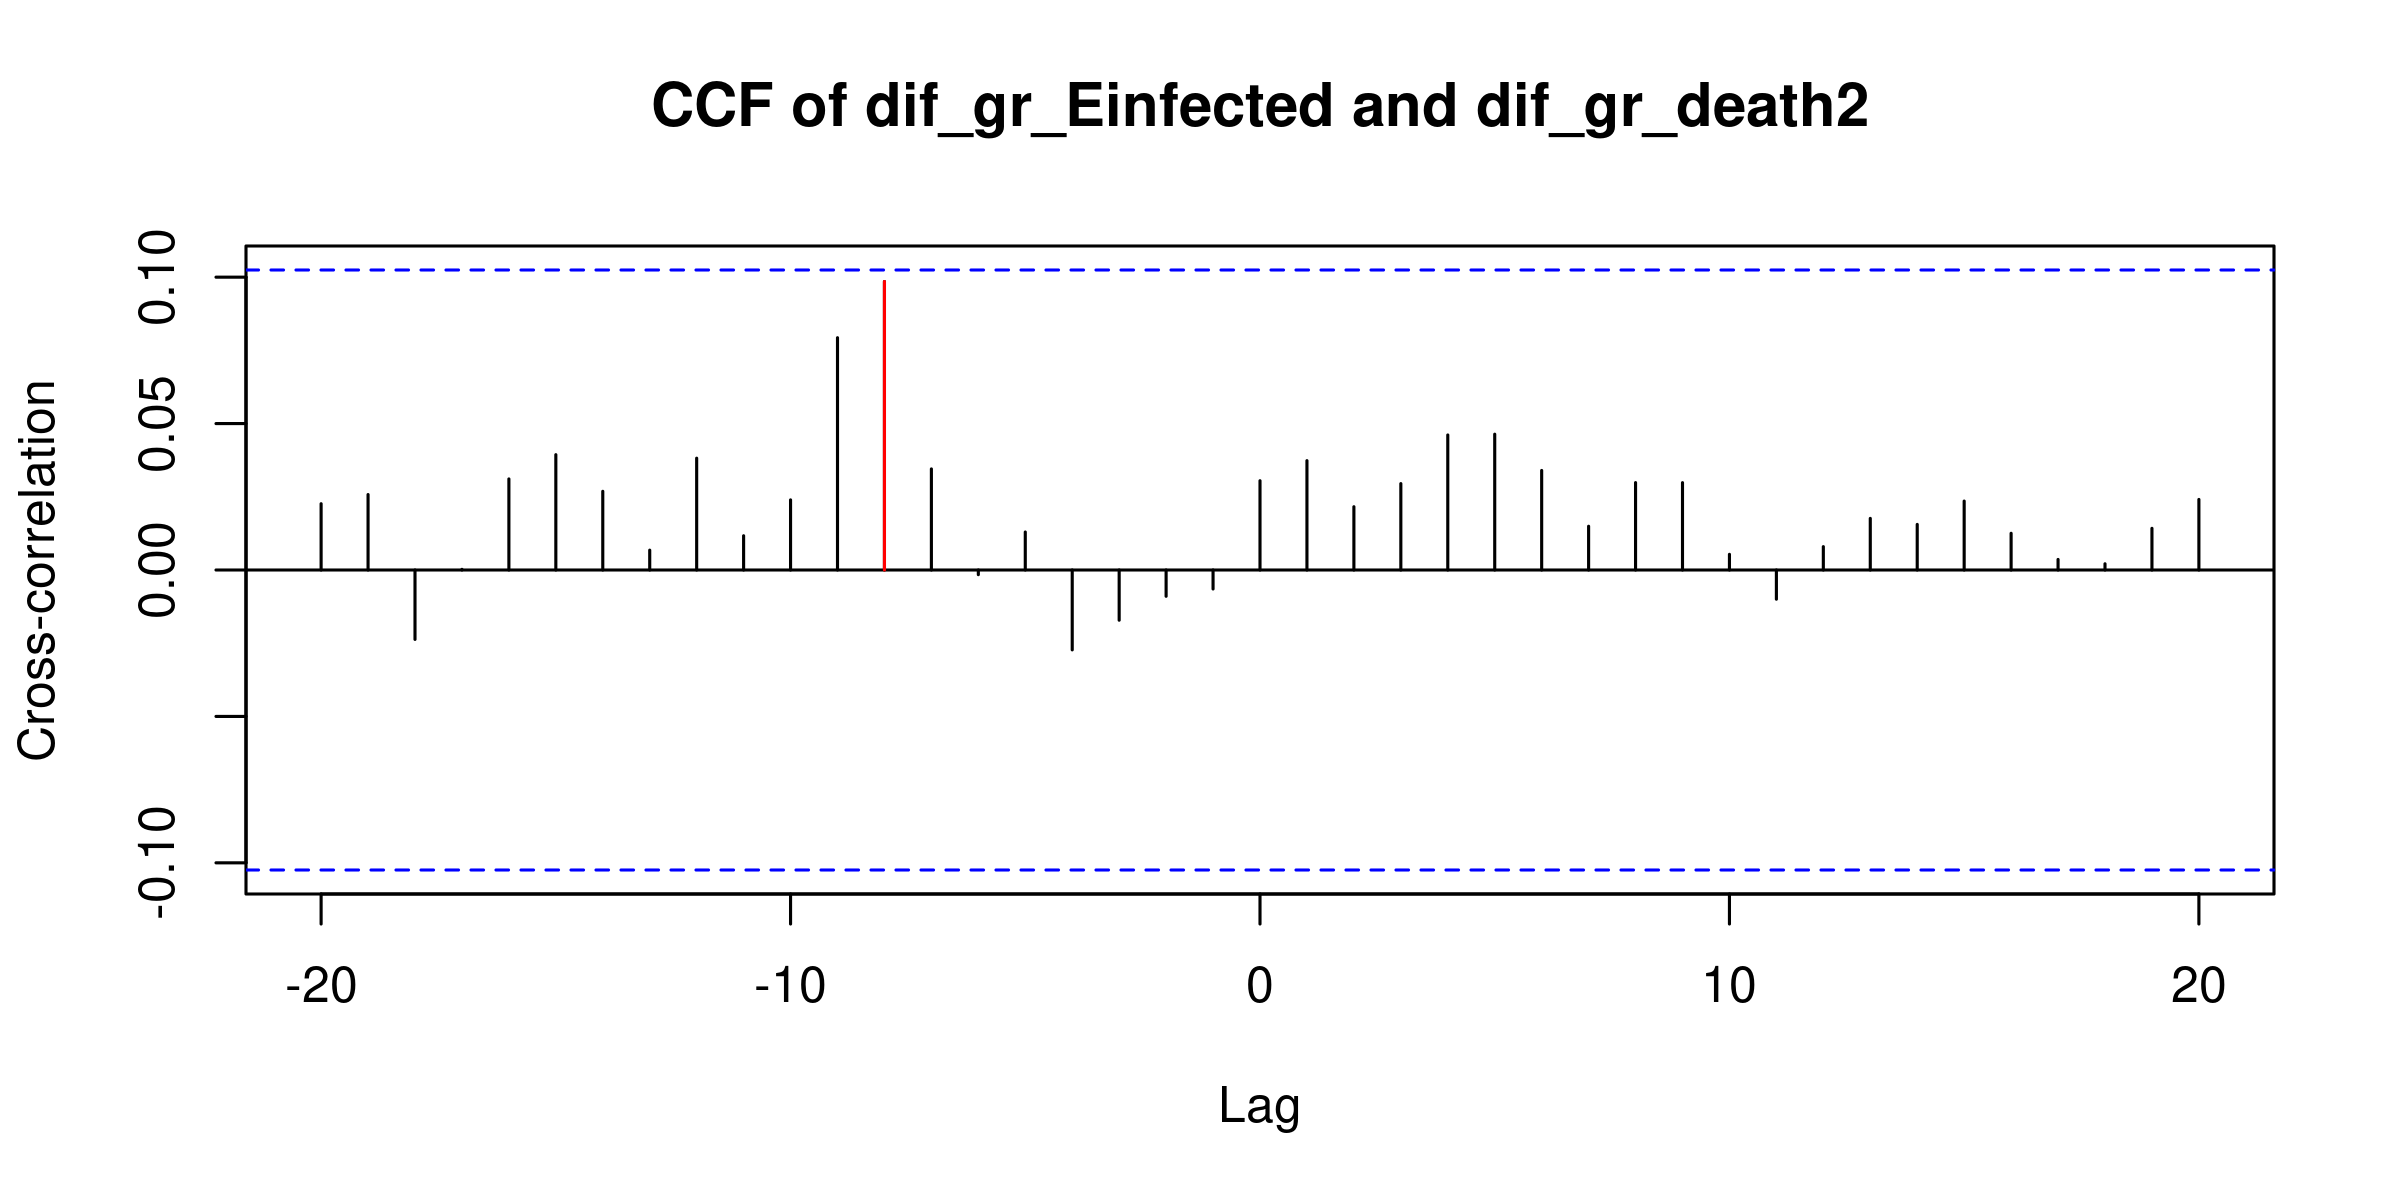 CCF of dif_gr_Einfected and dif_gr_death2
Cross-correlation
0.10
0.05
0.00
-0.10
-20 -10 0 10 20
Lag